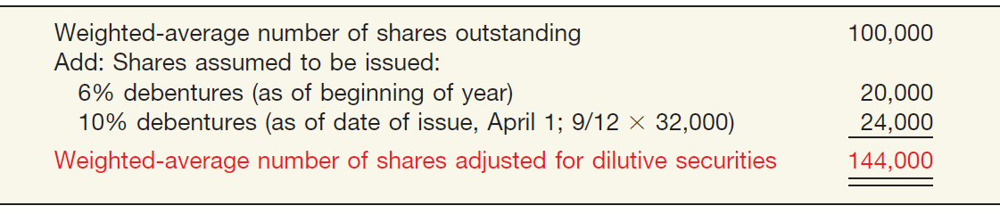 Weighted-average number of shares outstanding 100,000
Add: Shares assumed to be issued:
6% debentures (as of beginning of year) 20,000
10% debentures (as of date of issue, April 1; 9/12 × 32,000) 24,000
Weighted-average number of shares adjusted for dilutive securities 144,000